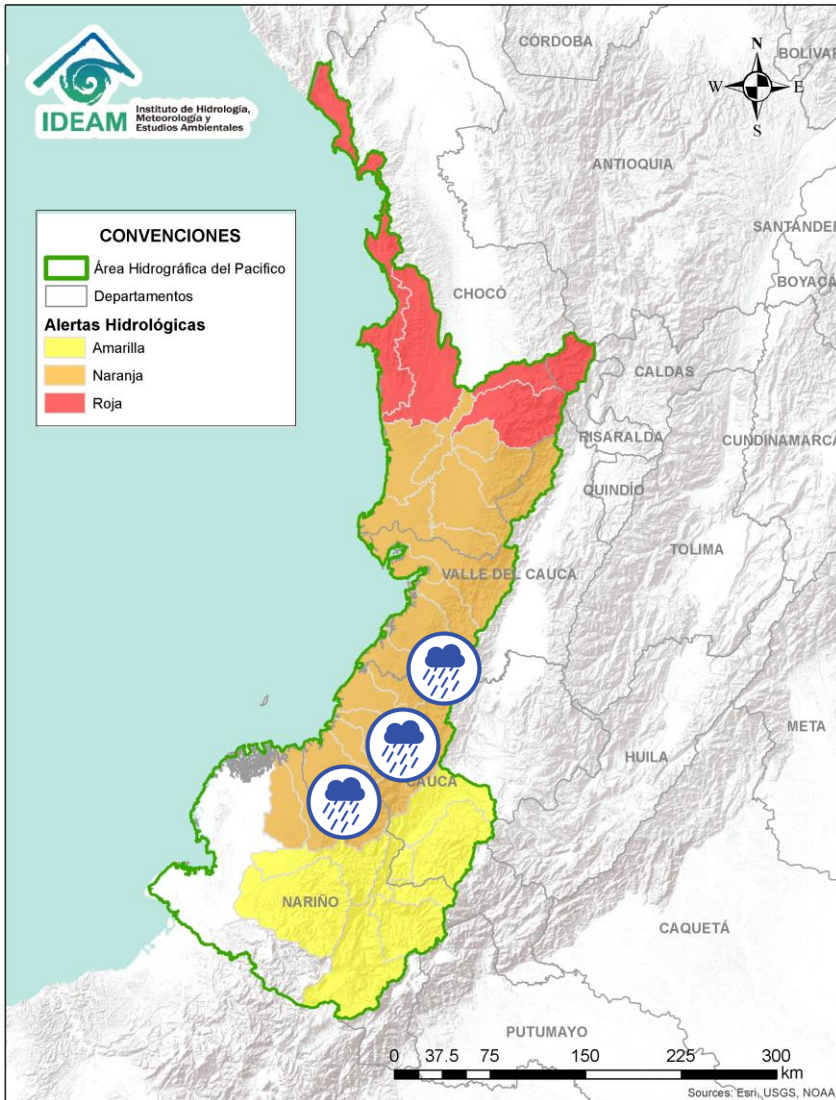 IDEAM
Instituto de Hidrología,
Meteorología y
Estudios Ambientales
CÓRDOBA
BOLÍVAR
N
W
E
S
ANTIOQUIA
SANTANDER
BOYACÁ
CONVENCIONES
Área Hidrográfica del Pacifico
Departamentos
Alertas Hidrológicas
Amarilla
Naranja
Roja
CHOCÓ
CALDAS
RISARALDA
CUNDINAMARCA
QUINDÍO
TOLIMA
VALLE DEL CAUCA
META
HUILA
CAUCA
NARIÑO
CAQUETÁ
PUTUMAYO
0 37.5 75 150 225 300
km
Sources: Esri, USGS, NOAA